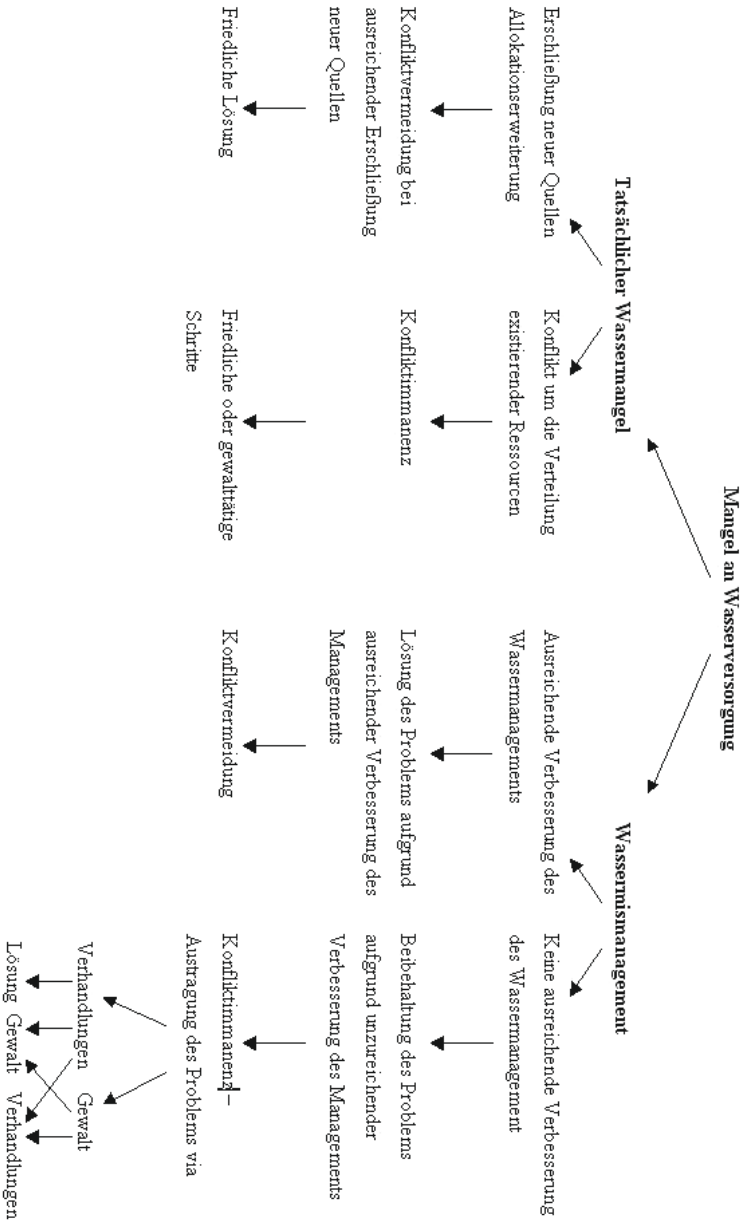 Mangel an Wasserversorgung
Tatsächlicher Wassermangel
Wassermismanagement
Erschließung neuer Quellen
Allokationserweiterung
Konflikt um die Verteilung
existierender Ressourcen
Ausreichende Verbesserung des
Wassermanagements
Keine ausreichende Verbesserung
des Wassermanagement
Konfliktvermeidung bei
ausreichender Erschließung
neuer Quellen
Konfliktimmanenz
Lösung des Problems aufgrund
ausreichender Verbesserung des
Managements
Beibehaltung des Problems
aufgrund unzureichender
Verbesserung des Managements
Friedliche Lösung
Friedliche oder gewalttätige
Schritte
Konfliktvermeidung
Konfliktimmanenz –
Austragung des Problems via
Verhandlungen
Gewalt
Lösung
Gewalt
Verhandlungen